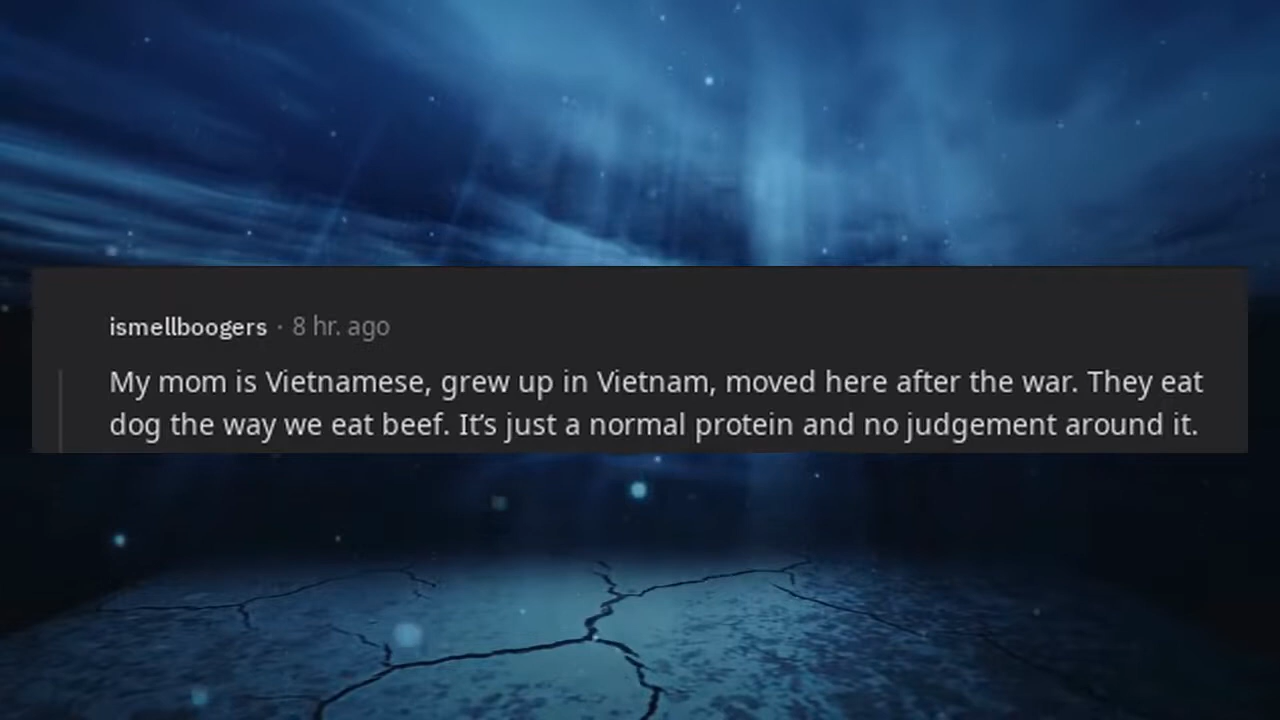 ismellboogers · 8 hr. ago
My mom is Vietnamese, grew up in Vietnam, moved here after the war. They eat
dog the way we eat beef. It’s just a normal protein and no judgement around it.